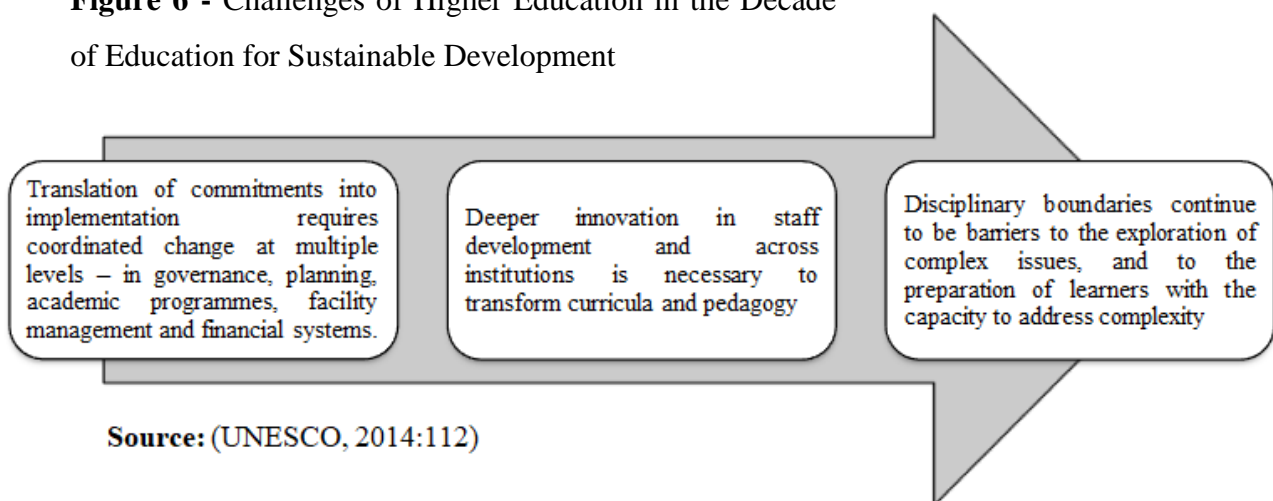 Figure 6 - Challenges of Higher Education in the Decade
of Education for Sustainable Development
Translation of commitments into
implementation requires
coordinated change at multiple
levels – in governance, planning,
academic programmes, facility
management and financial systems.
Deeper innovation in staff
development and across
institutions is necessary to
transform curricula and pedagogy
Disciplinary boundaries continue
to be barriers to the exploration of
complex issues, and to the
preparation of learners with the
capacity to address complexity
Source: (UNESCO, 2014:112)